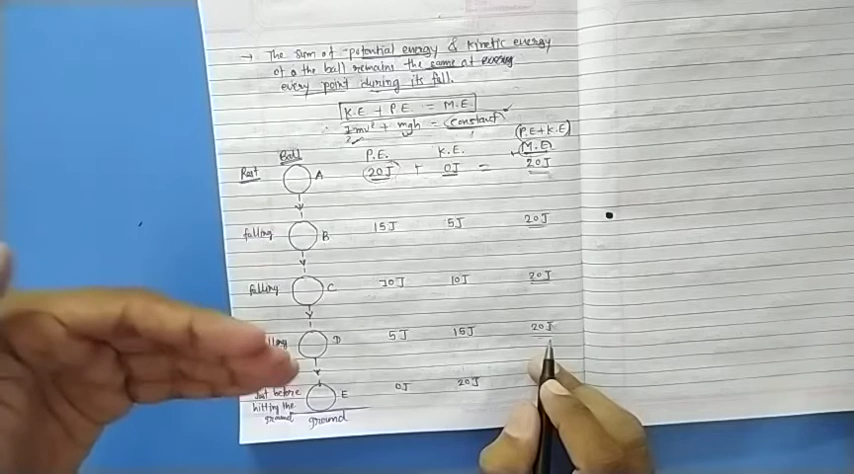 → The sum of potential energy & kinetic energy
of the ball remains the same at
every point during its fall.
K.E + P.E. = M.E
∴ ½mv² + mgh = Constant
(P.E+K.E)
Ball P.E. K.E. (M.E)
Rest A 20J + 0J = 20J
falling B 15J 5J 20J
falling C 10J 10J 20J
D 5J 15J 20J
Just before E 0J 20J
hitting the
ground ground